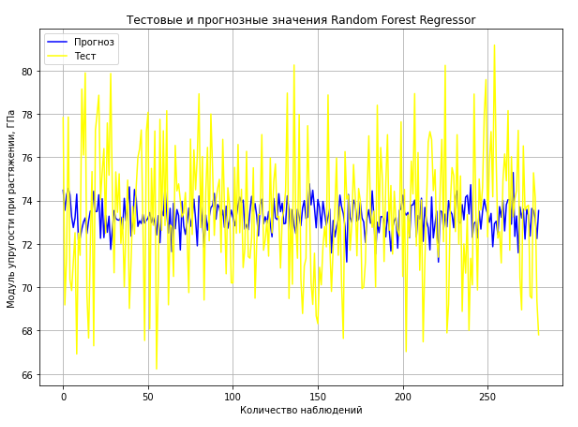 Тестовые и прогнозные значения Random Forest Regressor
Прогноз
Тест
Модуль упругости при растяжении, ГПа
80
78
76
74
72
70
68
66
0
50
100
150
200
250
Количество наблюдений